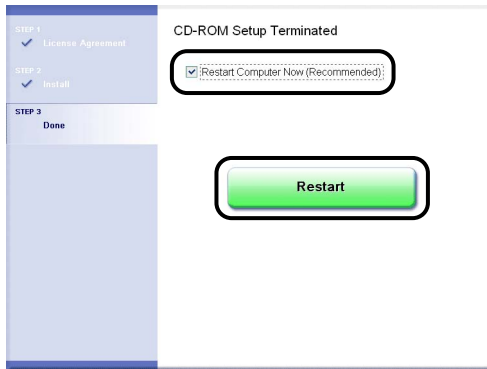 STEP 1
License Agreement
STEP 2
Install
STEP 3
Done
CD-ROM Setup Terminated
Restart Computer Now (Recommended)
Restart